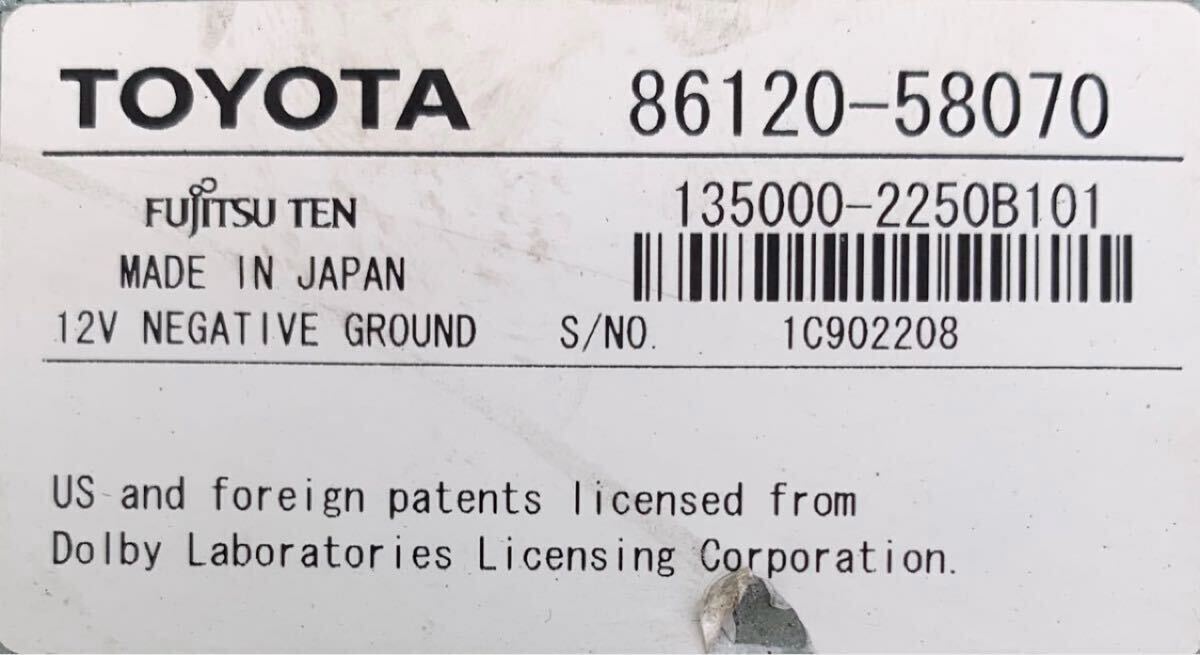 TOYOTA 86120-58070
FUJITSU TEN 135000-2250B101
MADE IN JAPAN
12V NEGATIVE GROUND S/NO. 1C902208
US and foreign patents licensed from
Dolby Laboratories Licensing Corporation.